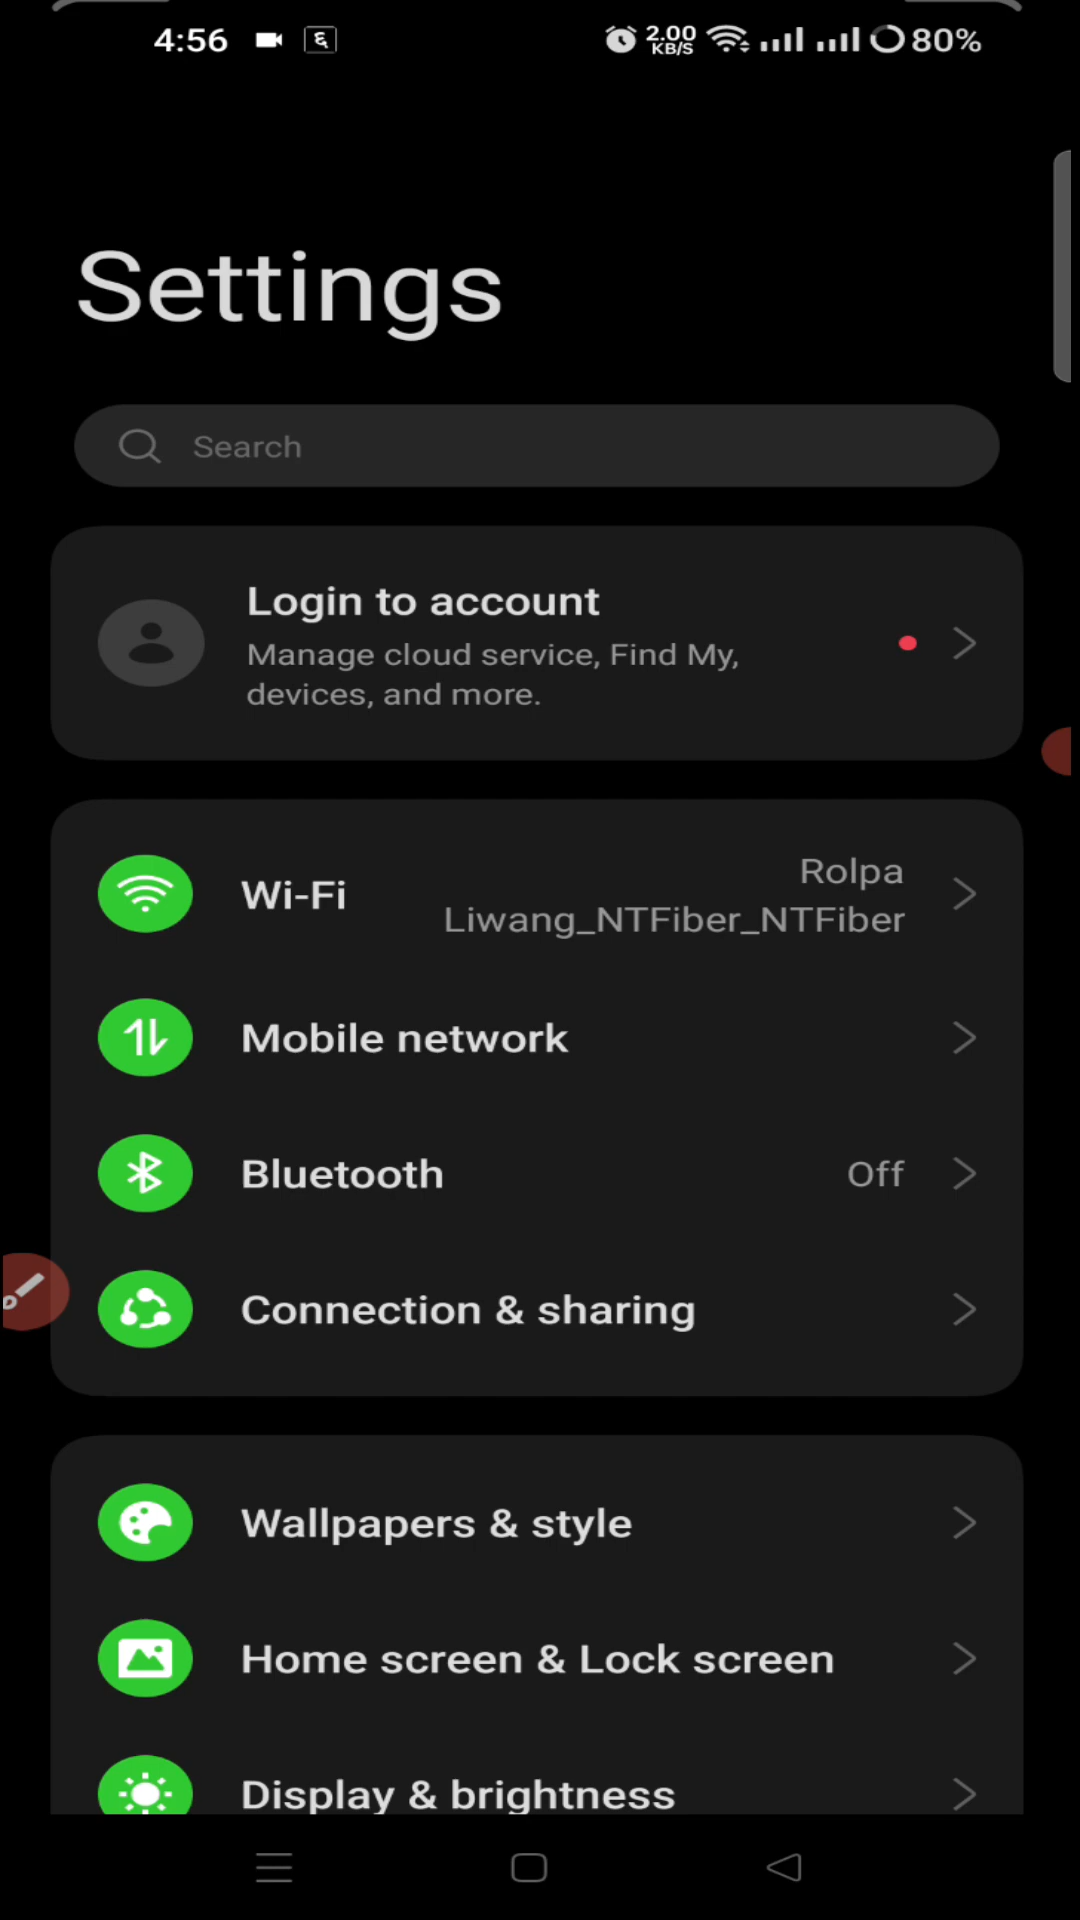 4:56 ६ 2.00 KB/S 80%
Settings
Search
Login to account
Manage cloud service, Find My,
devices, and more.
Wi-Fi
Rolpa
Liwang_NTFiber_NTFiber
Mobile network
Bluetooth Off
Connection & sharing
Wallpapers & style
Home screen & Lock screen
Display & brightness